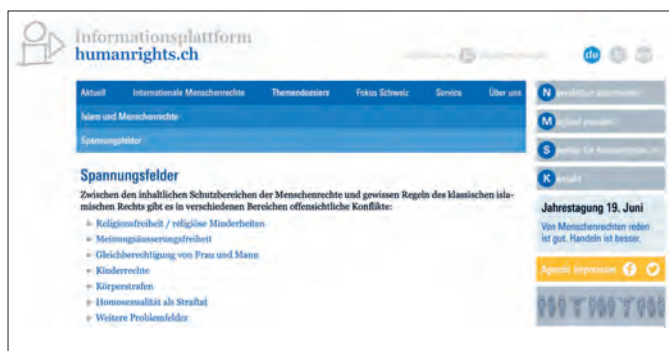 Informationsplattform
humanrights.ch
de
Aktuell Internationale Menschenrechte Themendossiers Fokus Schweiz Service Über uns
Islam und Menschenrechte
Spannungsfelder
Spannungsfelder
Zwischen den inhaltlichen Schutzbereichen der Menschenrechte und gewissen Regeln des klassischen isla-
mischen Rechts gibt es in verschiedenen Bereichen offensichtliche Konflikte:
Religionsfreiheit / religiöse Minderheiten
Meinungsäusserungsfreiheit
Gleichberechtigung von Frau und Mann
Kinderrechte
Körperstrafen
Homosexualität als Straftat
Weitere Problemfelder
N
M
S
Kontakt
Jahrestagung 19. Juni
Von Menschenrechten reden
ist gut. Handeln ist besser.
Agenda Impressum